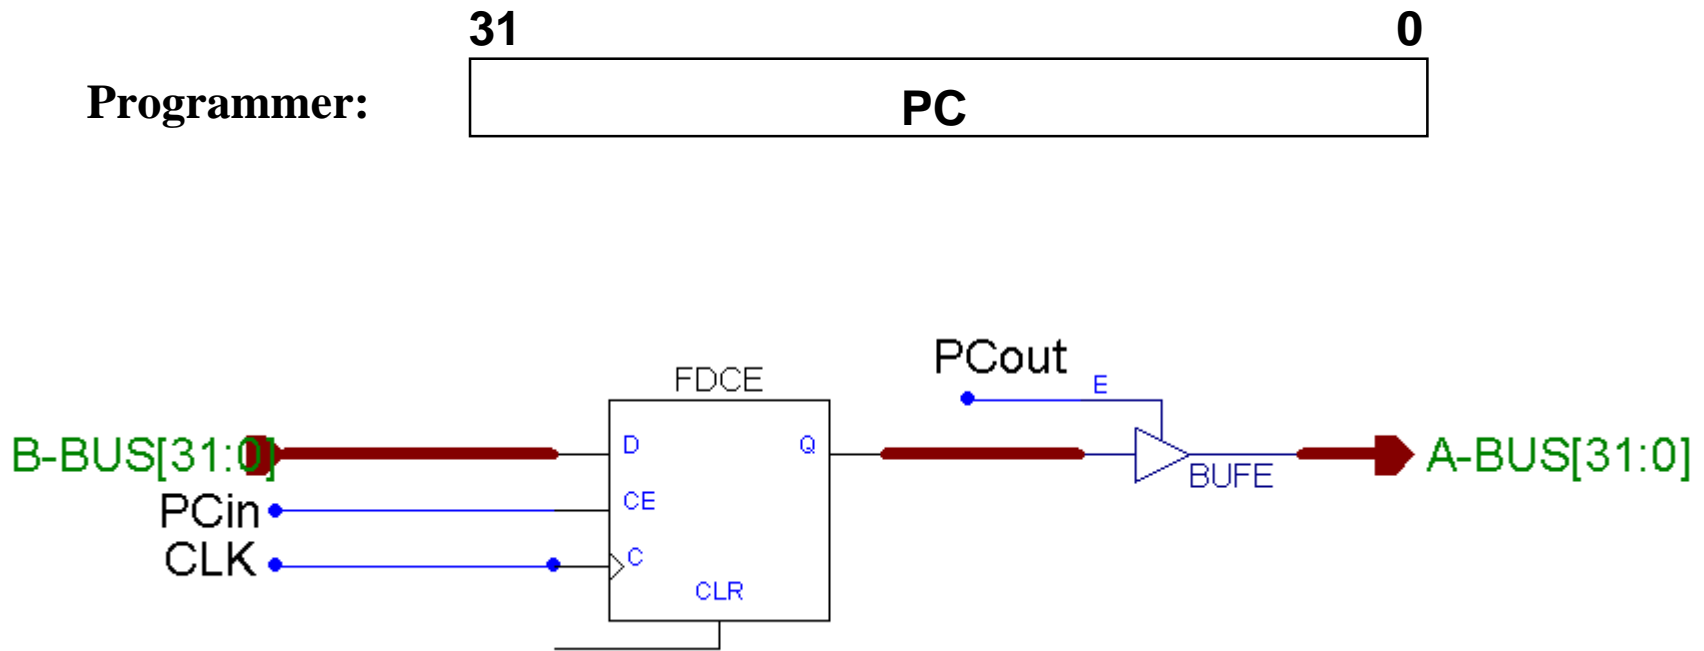 31 0
Programmer: PC
PCout
FDCE
E
B-BUS[31:0] D Q BUFE A-BUS[31:0]
PCin CE
CLK C
CLR